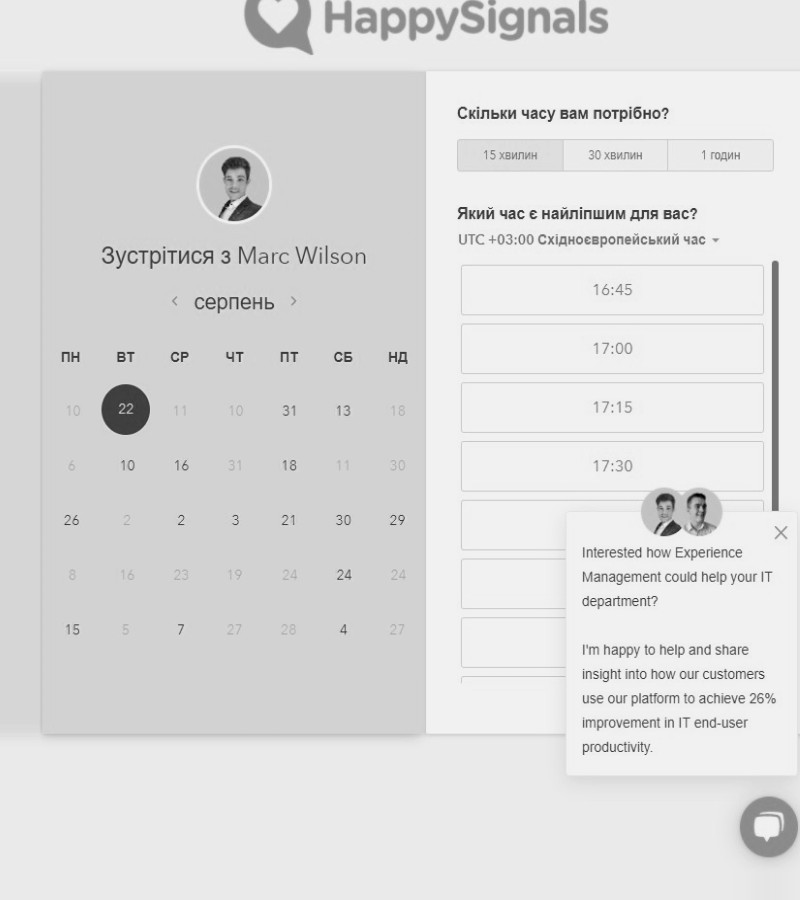 HappySignals
Зустрітися з Marc Wilson
серпень
ПН ВТ СР ЧТ ПТ СБ НД
10 22 11 10 31 13 18
6 10 16 31 18 11 30
26 2 2 3 21 30 29
8 16 23 19 24 24 24
15 5 7 27 28 4 27
Скільки часу вам потрібно?
15 хвилин 30 хвилин 1 годин
Який час є найліпшим для вас?
UTC +03:00 Східноєвропейський час
16:45
17:00
17:15
17:30
Interested how Experience
Management could help your IT
department?
I'm happy to help and share
insight into how our customers
use our platform to achieve 26%
improvement in IT end-user
productivity.